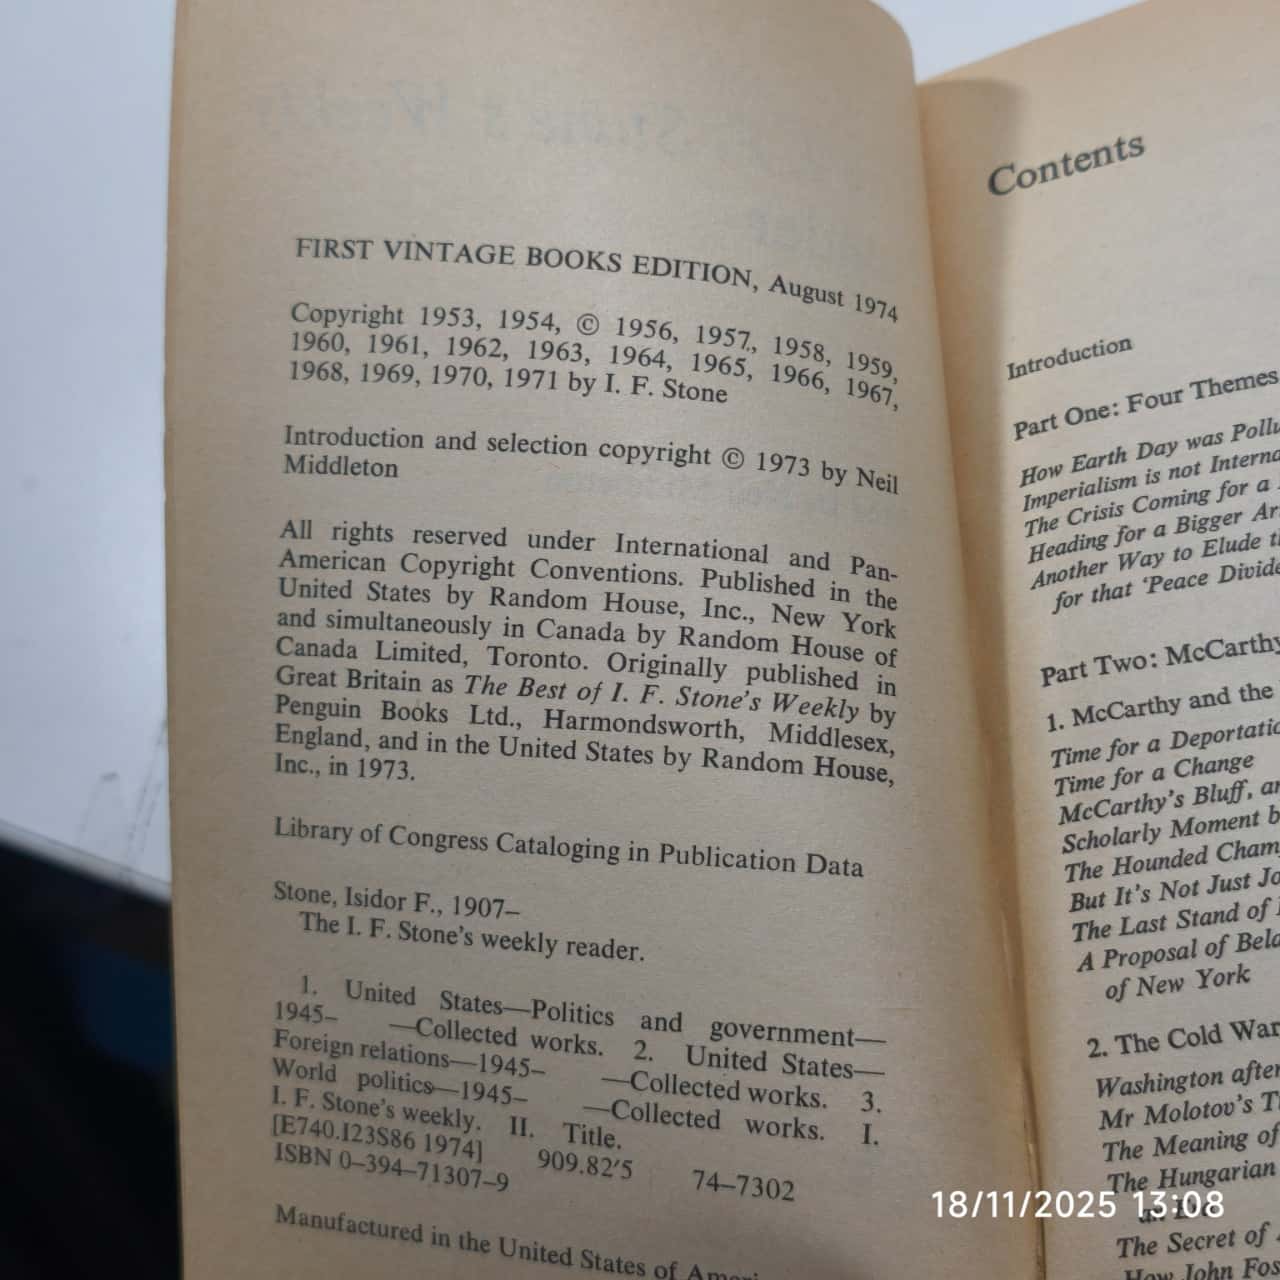 FIRST VINTAGE BOOKS EDITION, August 1974
Copyright 1953, 1954, © 1956, 1957, 1958, 1959,
1960, 1961, 1962, 1963, 1964, 1965, 1966, 1967,
1968, 1969, 1970, 1971 by I. F. Stone
Introduction and selection copyright © 1973 by Neil
Middleton
All rights reserved under International and Pan-
American Copyright Conventions. Published in the
United States by Random House, Inc., New York
and simultaneously in Canada by Random House of
Canada Limited, Toronto. Originally published in
Great Britain as The Best of I. F. Stone's Weekly by
Penguin Books Ltd., Harmondsworth, Middlesex,
England, and in the United States by Random House,
Inc., in 1973.
Library of Congress Cataloging in Publication Data
Stone, Isidor F., 1907–
The I. F. Stone's weekly reader.
1. United States—Politics and government—
1945– —Collected works. 2. United States—
Foreign relations—1945– —Collected works. 3.
World politics—1945– —Collected works. I.
I. F. Stone's weekly. II. Title.
[E740.I23S86 1974] 909.82'5 74–7302
ISBN 0–394–71307–9
Manufactured in the United States of
Contents
Introduction
Part One: Four Themes
How Earth Day was
Imperialism is not
The Crisis Coming for a
Heading for a Bigger
Another Way to Elude
for that 'Peace
Part Two: McCarthy
1. McCarthy and the
Time for a
Time for a Change
McCarthy's Bluff,
Scholarly Moment
The Hounded
But It's Not Just
The Last Stand of
A Proposal of
of New York
2. The Cold War
Washington after
Mr Molotov's
The Meaning of
The Hungarian
The Secret of
How John
18/11/2025 13:08